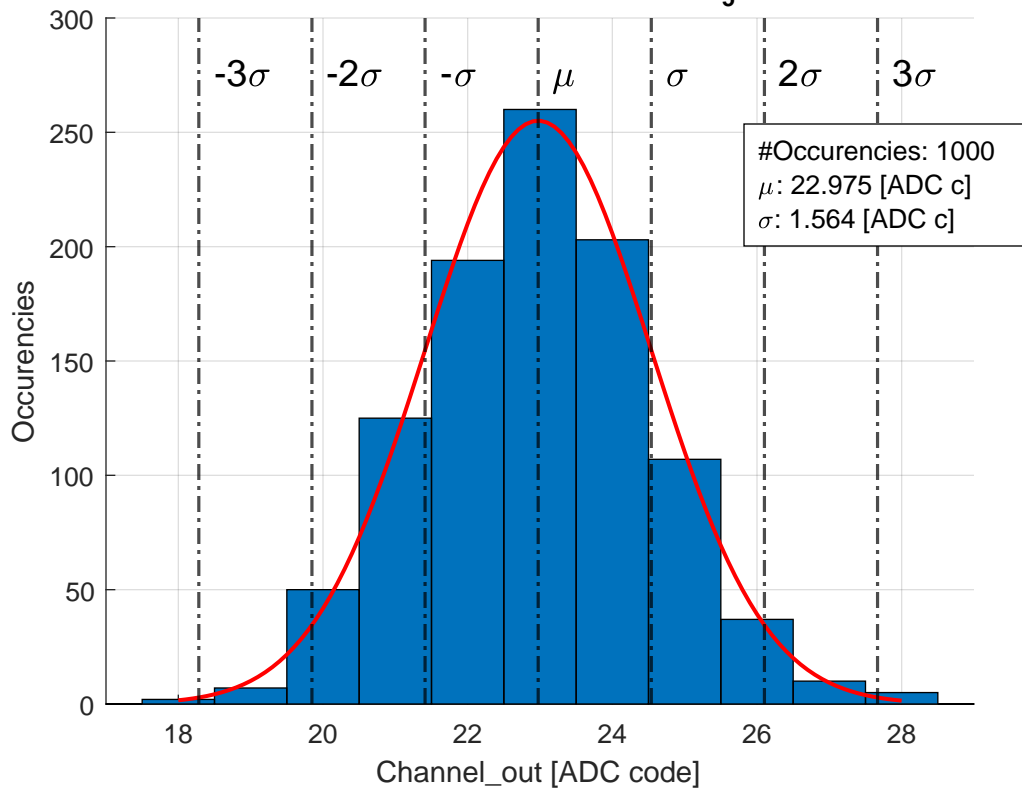 300
-3σ -2σ -σ μ σ 2σ 3σ
250
#Occurencies: 1000
μ: 22.975 [ADC c]
σ: 1.564 [ADC c]
200
150
100
50
0
Occurencies
18 20 22 24 26 28
Channel_out [ADC code]